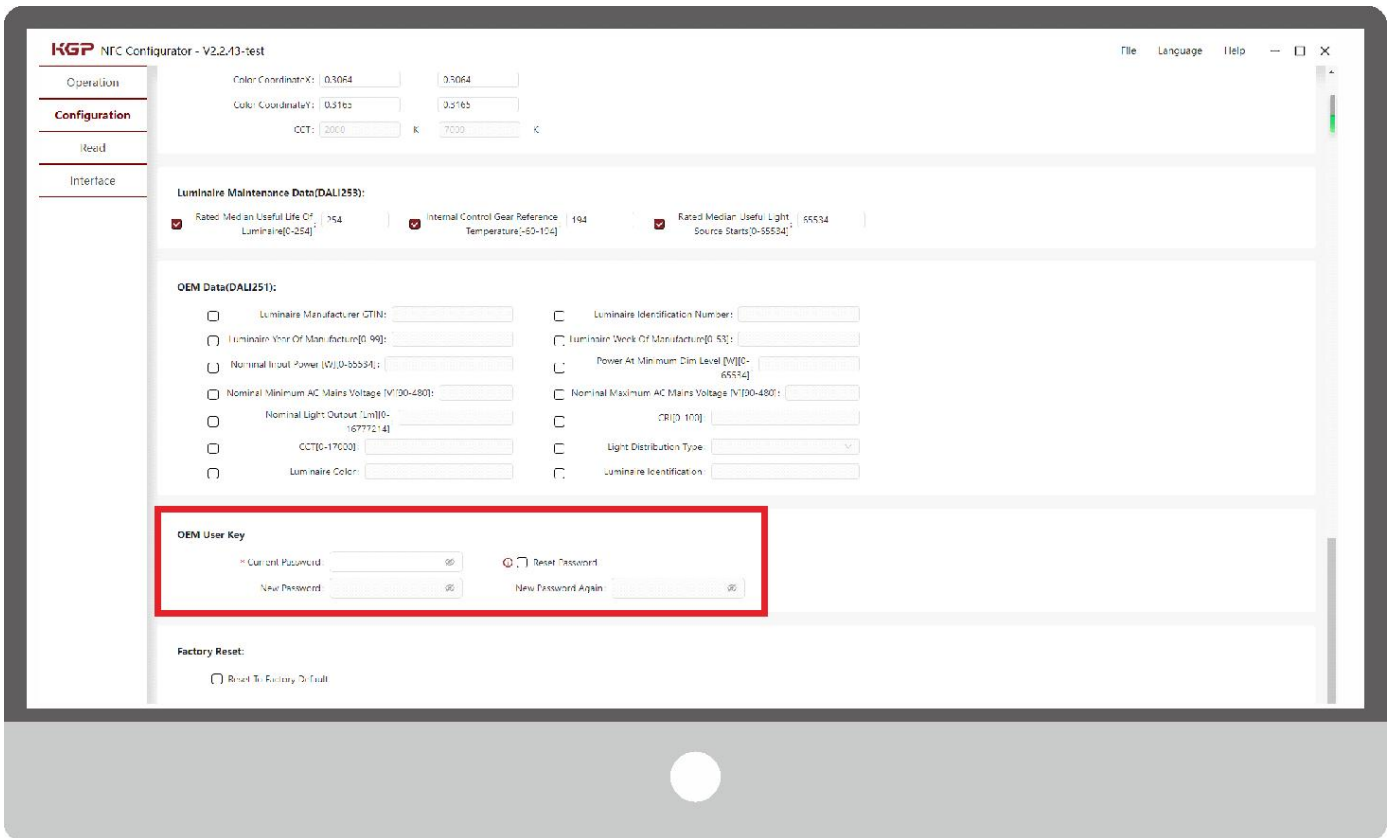 KGP NFC Configurator - V2.2.43-test
File Language Help
Operation
Configuration
Read
Interface
Color CoordinateX: 0.3064 0.3064
Color CoordinateY: 0.3165 0.3165
CCT: 2000 K 7000 K
Luminaire Maintenance Data(DALI253):
Rated Median Useful Life Of Luminaire[0-254]: 254
Internal Control Gear Reference Temperature[-60-194] 194
Rated Median Useful Light Source Starts[0-65534]: 65534
OEM Data(DALI251):
Luminaire Manufacturer GTIN:
Luminaire Identification Number:
Luminaire Year Of Manufacture[0-99]:
Luminaire Week Of Manufacture[0-53]:
Nominal Input Power [W][0-65534]:
Power At Minimum Dim Level [W][0-65534]
Nominal Minimum AC Mains Voltage [V][90-480]:
Nominal Maximum AC Mains Voltage [V][90-480]:
Nominal Light Output [Lm][0-16777214]
CRI[0-100]:
CCT[0-17000]:
Light Distribution Type:
Luminaire Color:
Luminaire Identification:
OEM User Key
* Current Password:
Reset Password
New Password:
New Password Again:
Factory Reset:
Reset To Factory Default